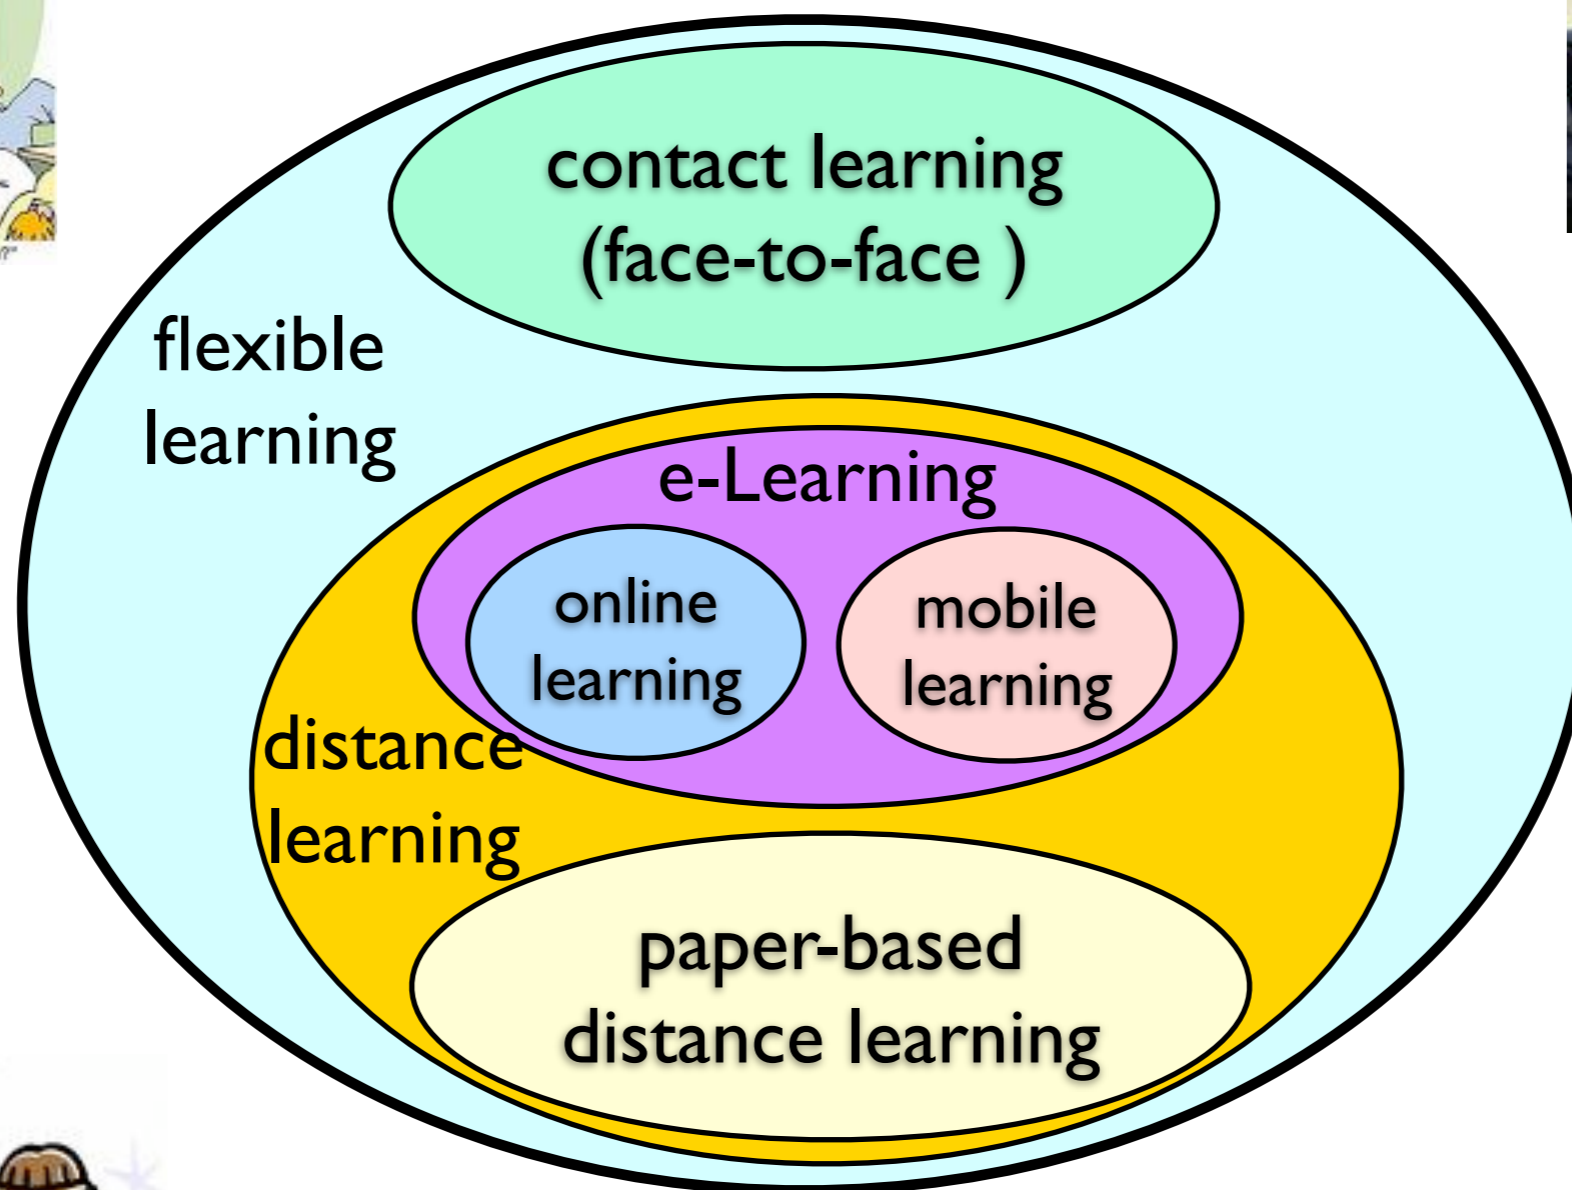 contact learning
(face-to-face )
flexible
learning
e-Learning
online
learning
mobile
learning
distance
learning
paper-based
distance learning